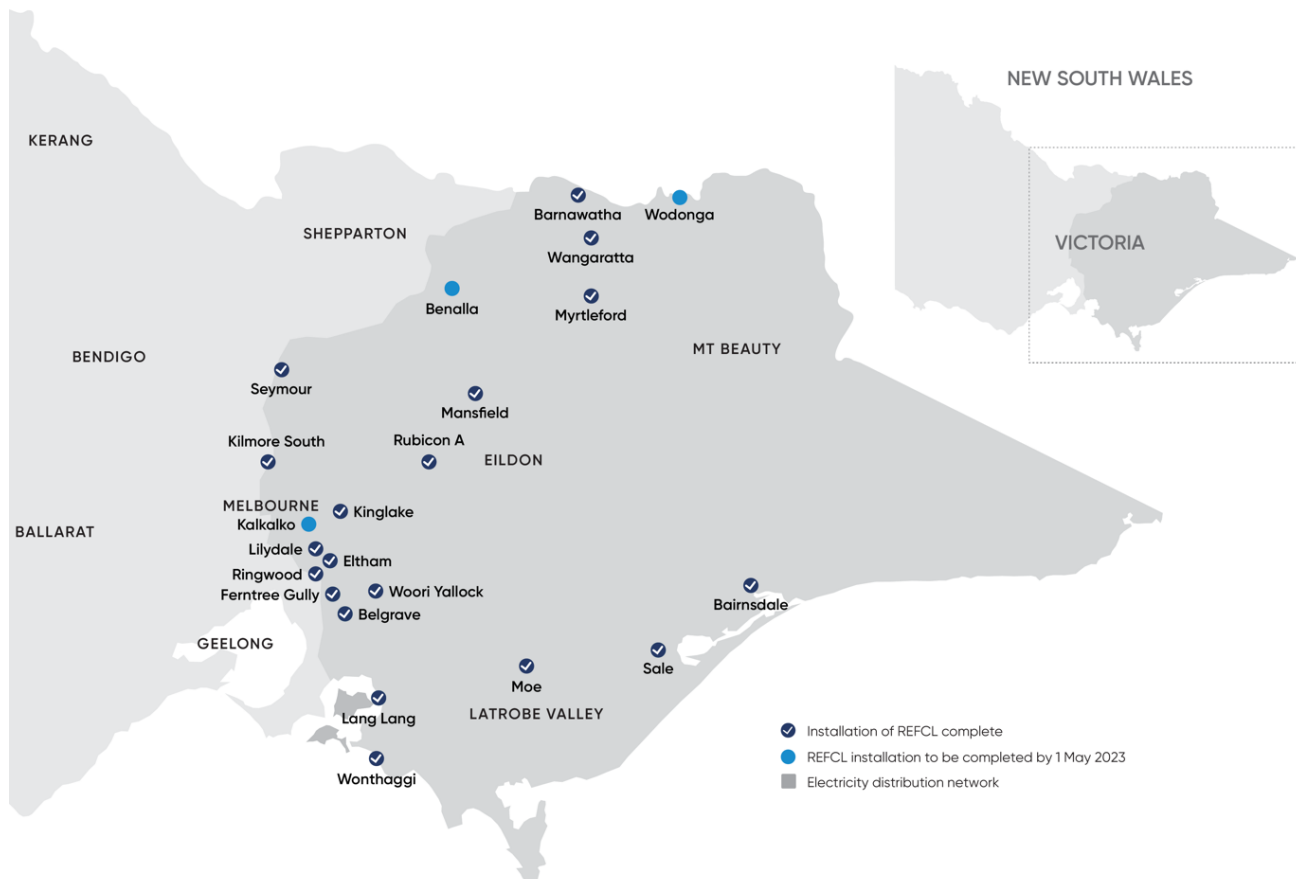 NEW SOUTH WALES
KERANG
Barnawatha
Wodonga
SHEPPARTON
VICTORIA
Wangaratta
Benalla
Myrtleford
MT BEAUTY
BENDIGO
Seymour
Mansfield
Kilmore South
Rubicon A
EILDON
MELBOURNE
Kinglake
Kalkalko
BALLARAT
Lilydale
Eltham
Ringwood
Woori Yallock
Ferntree Gully
Bairnsdale
Belgrave
GEELONG
Sale
Moe
Lang Lang
LATROBE VALLEY
Installation of REFCL complete
REFCL installation to be completed by 1 May 2023
Wonthaggi
Electricity distribution network